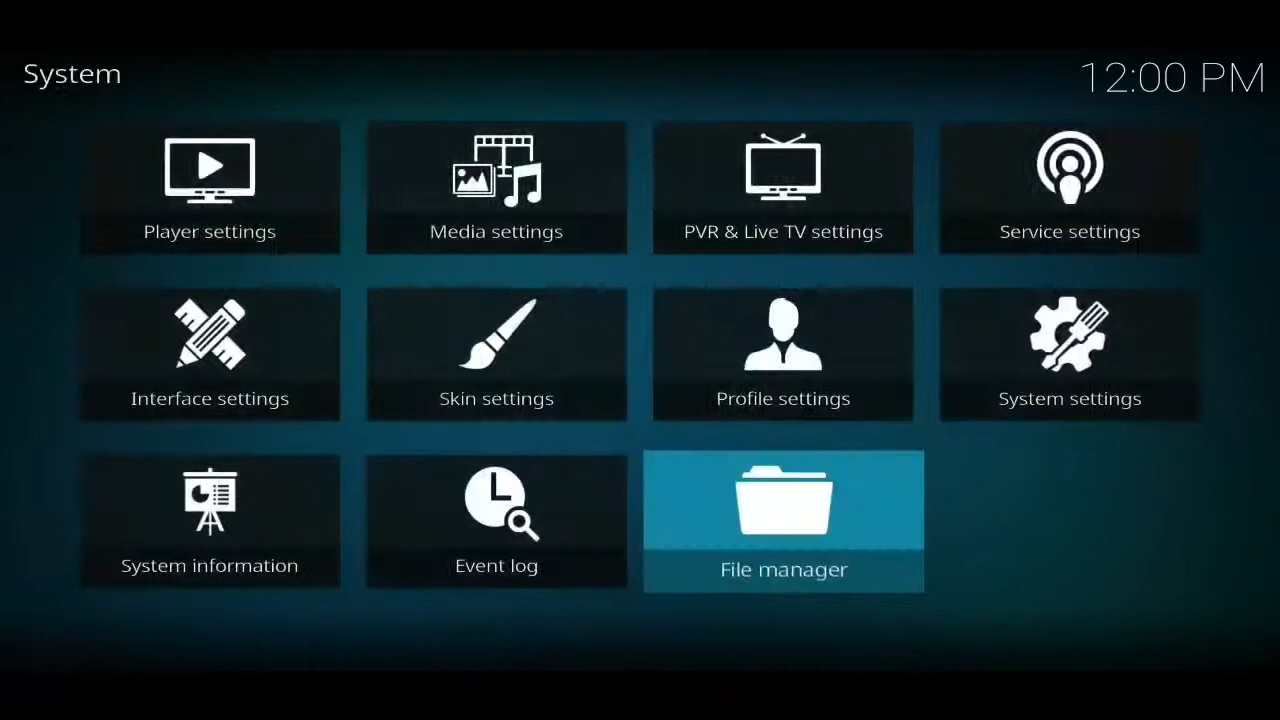 System
12:00 PM
Player settings
Media settings
PVR & Live TV settings
Service settings
Interface settings
Skin settings
Profile settings
System settings
System information
Event log
File manager